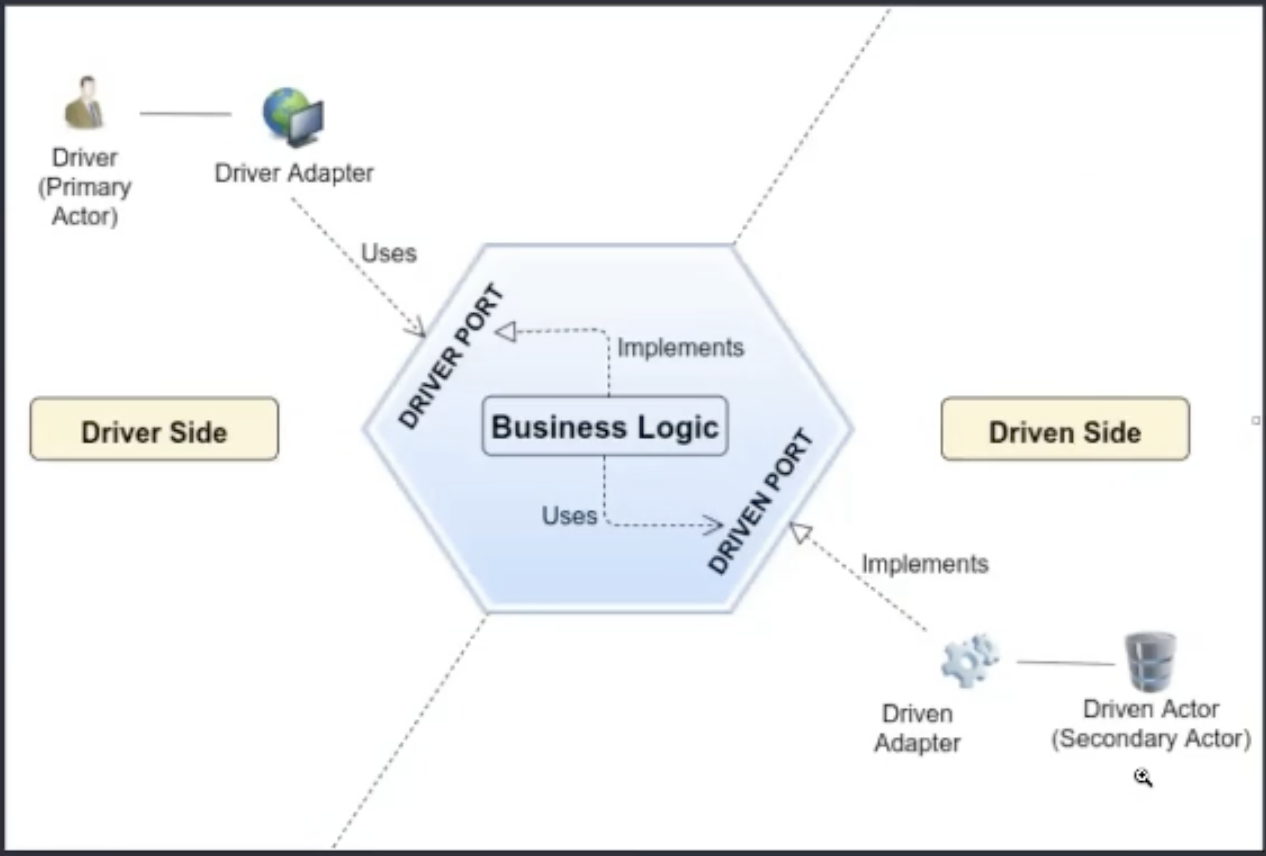 Driver
(Primary
Actor)
Driver Adapter
Uses
DRIVER PORT
Implements
Driver Side
Business Logic
Driven Side
Uses
DRIVEN PORT
Implements
Driven
Adapter
Driven Actor
(Secondary Actor)